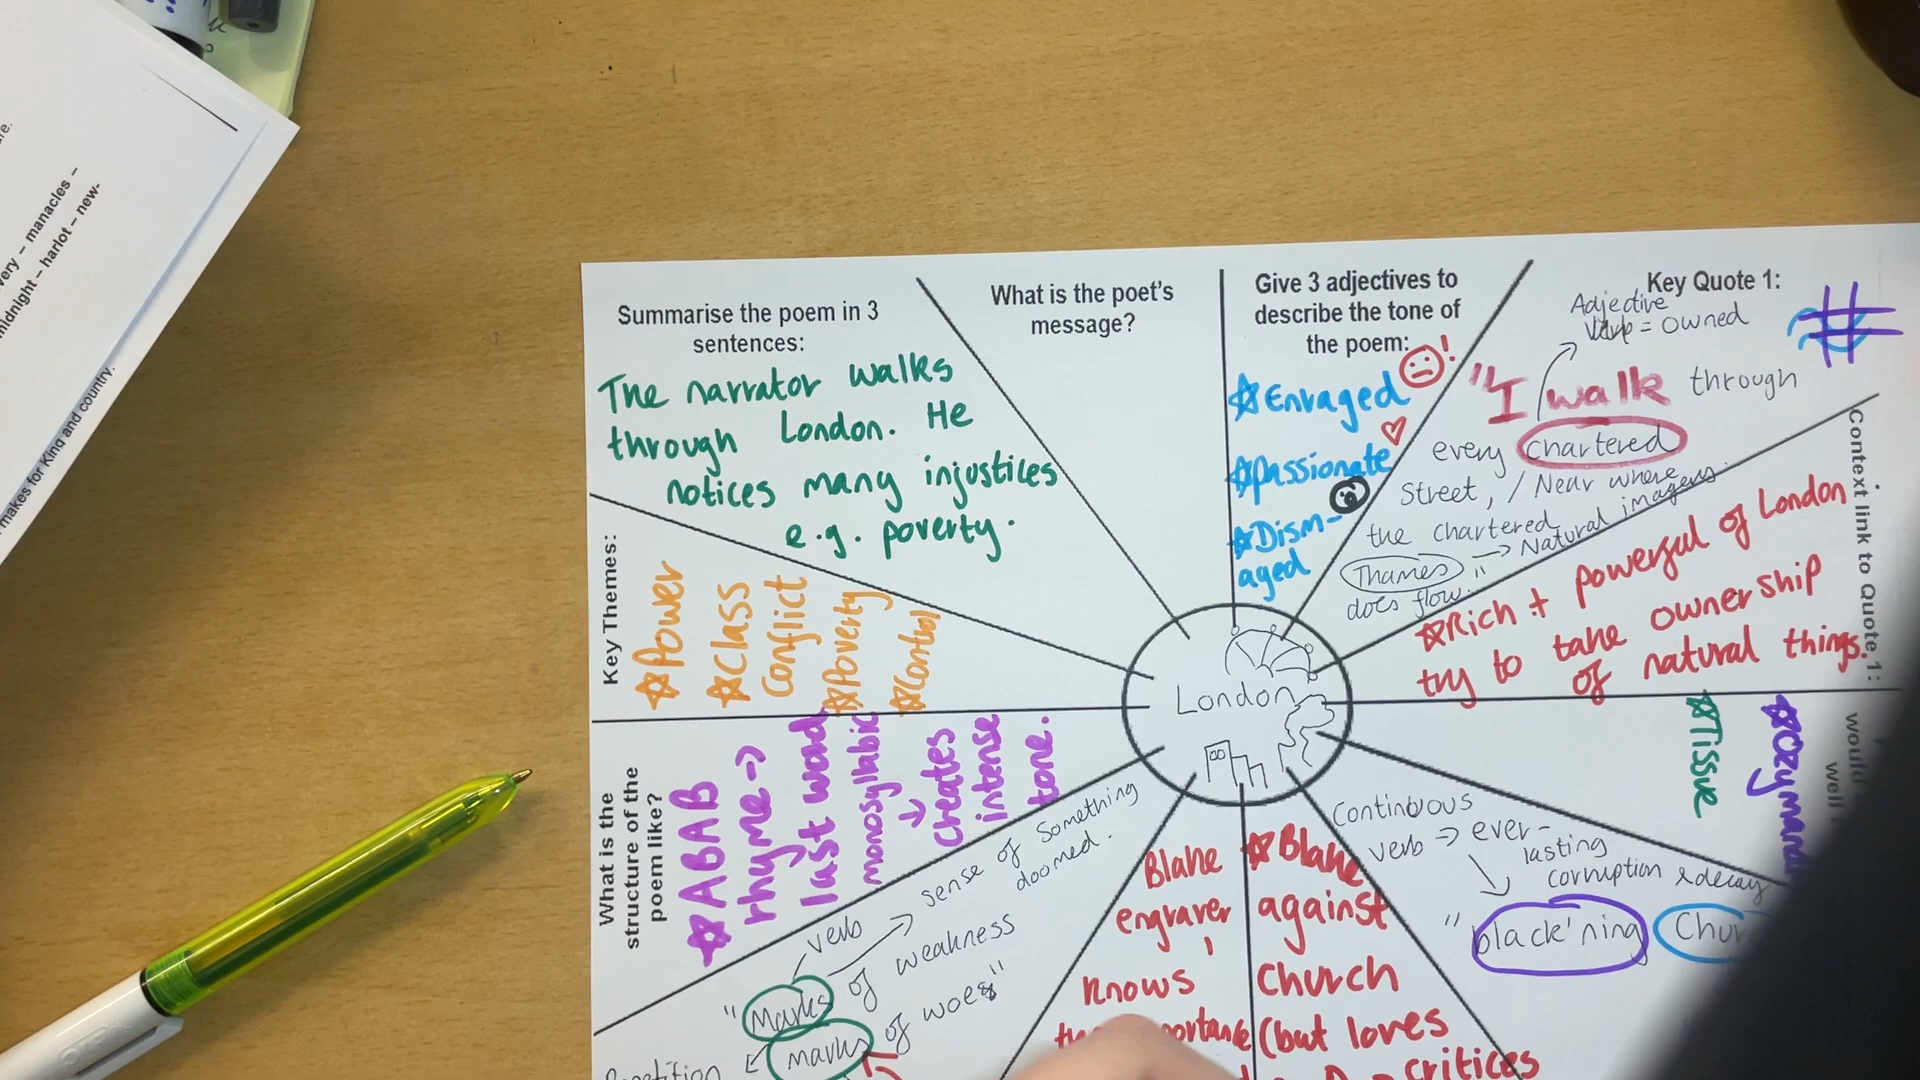 very – manacles –
midnight – harlot – new-
makes for King and country.
Summarise the poem in 3
sentences:
The narrator walks
through London. He
notices many injustices
e.g. poverty.
What is the poet's
message?
Give 3 adjectives to
describe the tone of
the poem:
Enraged !
Passionate
Dism-
aged
Key Quote 1:
Adjective
= owned
"I walk through
every chartered
Street, / Near where
the chartered
Thames "
does flow.
Natural imagery.
Context link to Quote 1:
Rich + powerful of London
try to take ownership
of natural things.
Key Themes:
Power
Class
Conflict
Poverty
Control
London
would
well
Tissue
What is the
structure of the
poem like?
ABAB
rhyme →
last word
monosyllabic
↓
creates
intense
tone.
verb → sense of something
doomed.
"Marks of weakness
marks of woes"
Blake
engraver,
knows
Blake
against
Church
(but loves
critices
Continuous
verb → ever-
lasting
corruption & decay
"black'ning